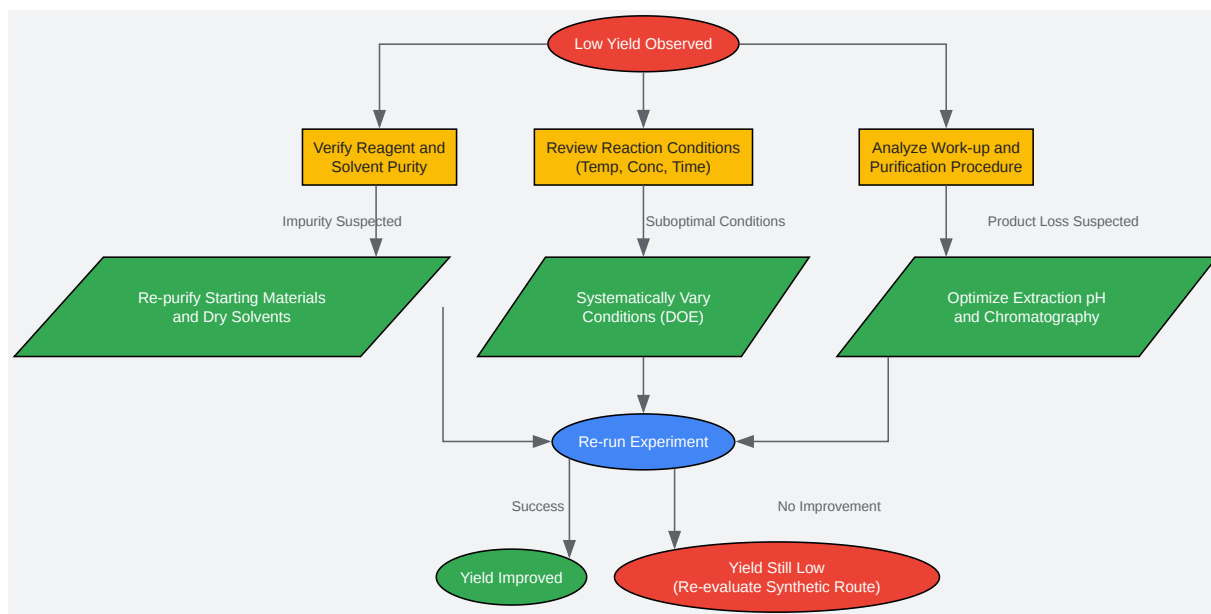 Low Yield Observed
Verify Reagent and
Solvent Purity
Review Reaction Conditions
(Temp, Conc, Time)
Analyze Work-up and
Purification Procedure
Impurity Suspected
Suboptimal Conditions
Product Loss Suspected
Re-purify Starting Materials
and Dry Solvents
Systematically Vary
Conditions (DOE)
Optimize Extraction pH
and Chromatography
Re-run Experiment
Success
No Improvement
Yield Improved
Yield Still Low
(Re-evaluate Synthetic Route)